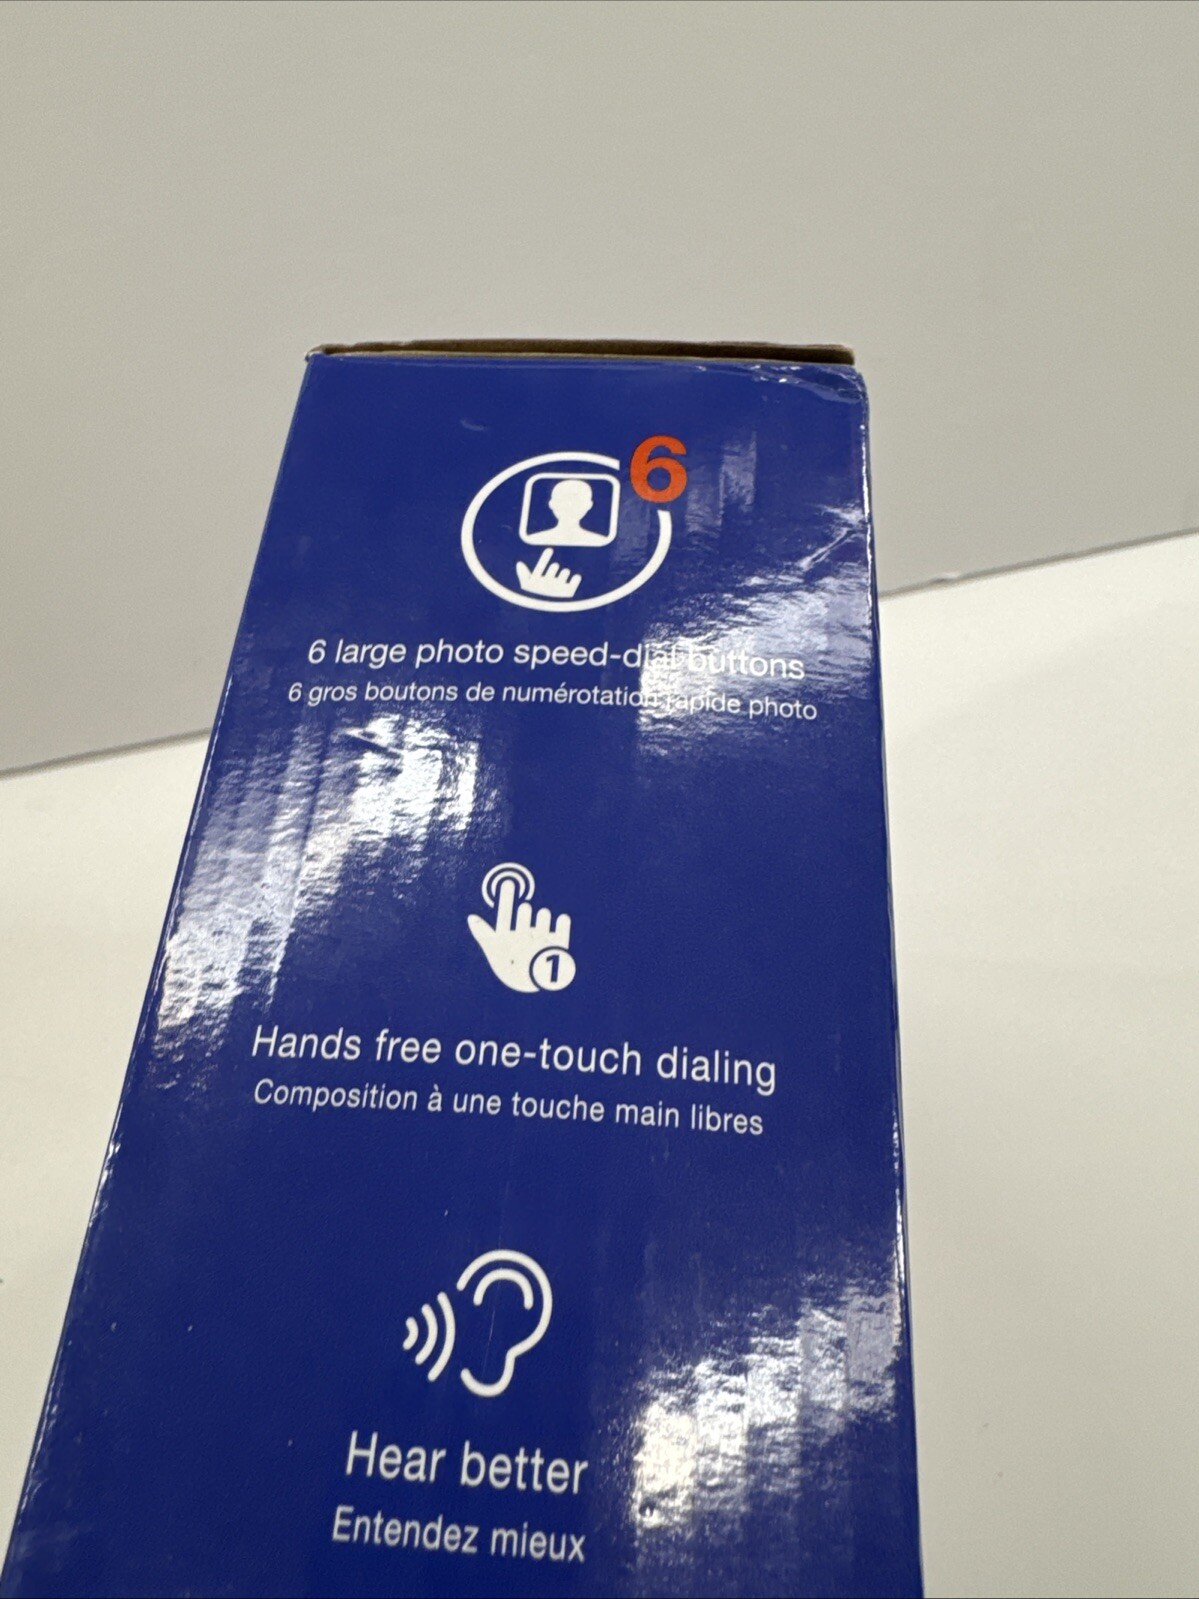 6
6 large photo speed-dial buttons
6 gros boutons de numérotation rapide photo
1
Hands free one-touch dialing
Composition à une touche main libres
Hear better
Entendez mieux